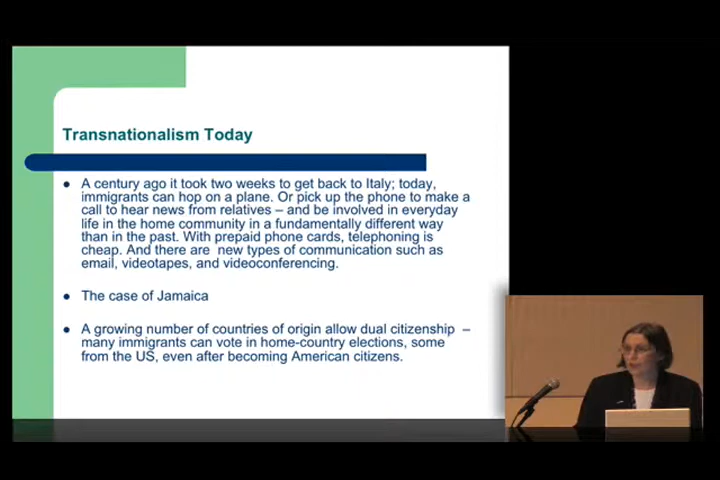 Transnationalism Today
A century ago it took two weeks to get back to Italy; today,
immigrants can hop on a plane. Or pick up the phone to make a
call to hear news from relatives – and be involved in everyday
life in the home community in a fundamentally different way
than in the past. With prepaid phone cards, telephoning is
cheap. And there are new types of communication such as
email, videotapes, and videoconferencing.
The case of Jamaica
A growing number of countries of origin allow dual citizenship –
many immigrants can vote in home-country elections, some
from the US, even after becoming American citizens.